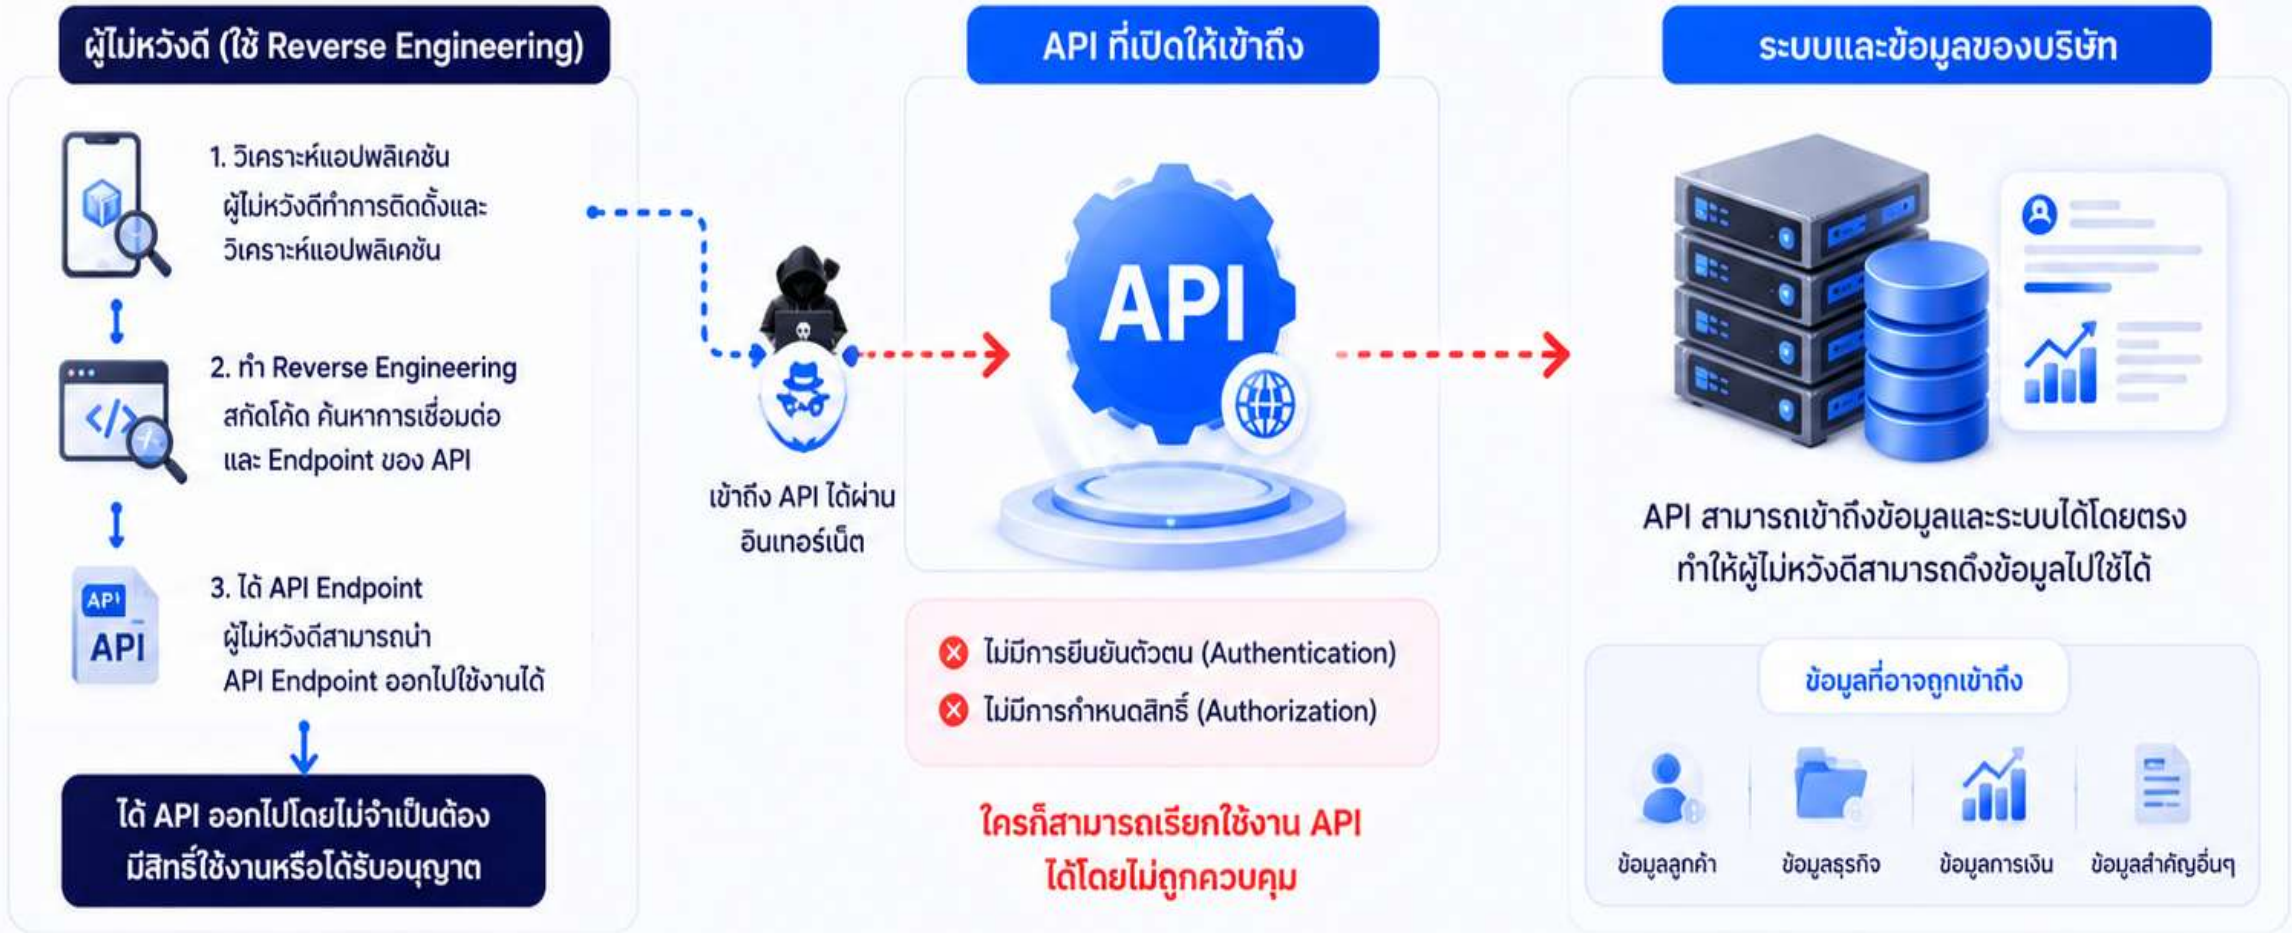 ผู้ไม่หวังดี (ใช้ Reverse Engineering)
1. วิเคราะห์แอปพลิเคชัน
ผู้ไม่หวังดีทำการติดตั้งและ
วิเคราะห์แอปพลิเคชัน
2. ทำ Reverse Engineering
สกัดโค้ด ค้นหาการเชื่อมต่อ
และ Endpoint ของ API
API
API
3. ได้ API Endpoint
ผู้ไม่หวังดีสามารถนำ
API Endpoint ออกไปใช้งานได้
ได้ API ออกไปโดยไม่จำเป็นต้อง
มีสิทธิ์ใช้งานหรือได้รับอนุญาต
เข้าถึง API ได้ผ่าน
อินเทอร์เน็ต
API ที่เปิดให้เข้าถึง
API
ไม่มีการยืนยันตัวตน (Authentication)
ไม่มีการกำหนดสิทธิ์ (Authorization)
ใครก็สามารถเรียกใช้งาน API
ได้โดยไม่ถูกควบคุม
ระบบและข้อมูลของบริษัท
API สามารถเข้าถึงข้อมูลและระบบได้โดยตรง
ทำให้ผู้ไม่หวังดีสามารถดึงข้อมูลไปใช้ได้
ข้อมูลที่อาจถูกเข้าถึง
ข้อมูลลูกค้า
ข้อมูลธุรกิจ
ข้อมูลการเงิน
ข้อมูลสำคัญอื่นๆ